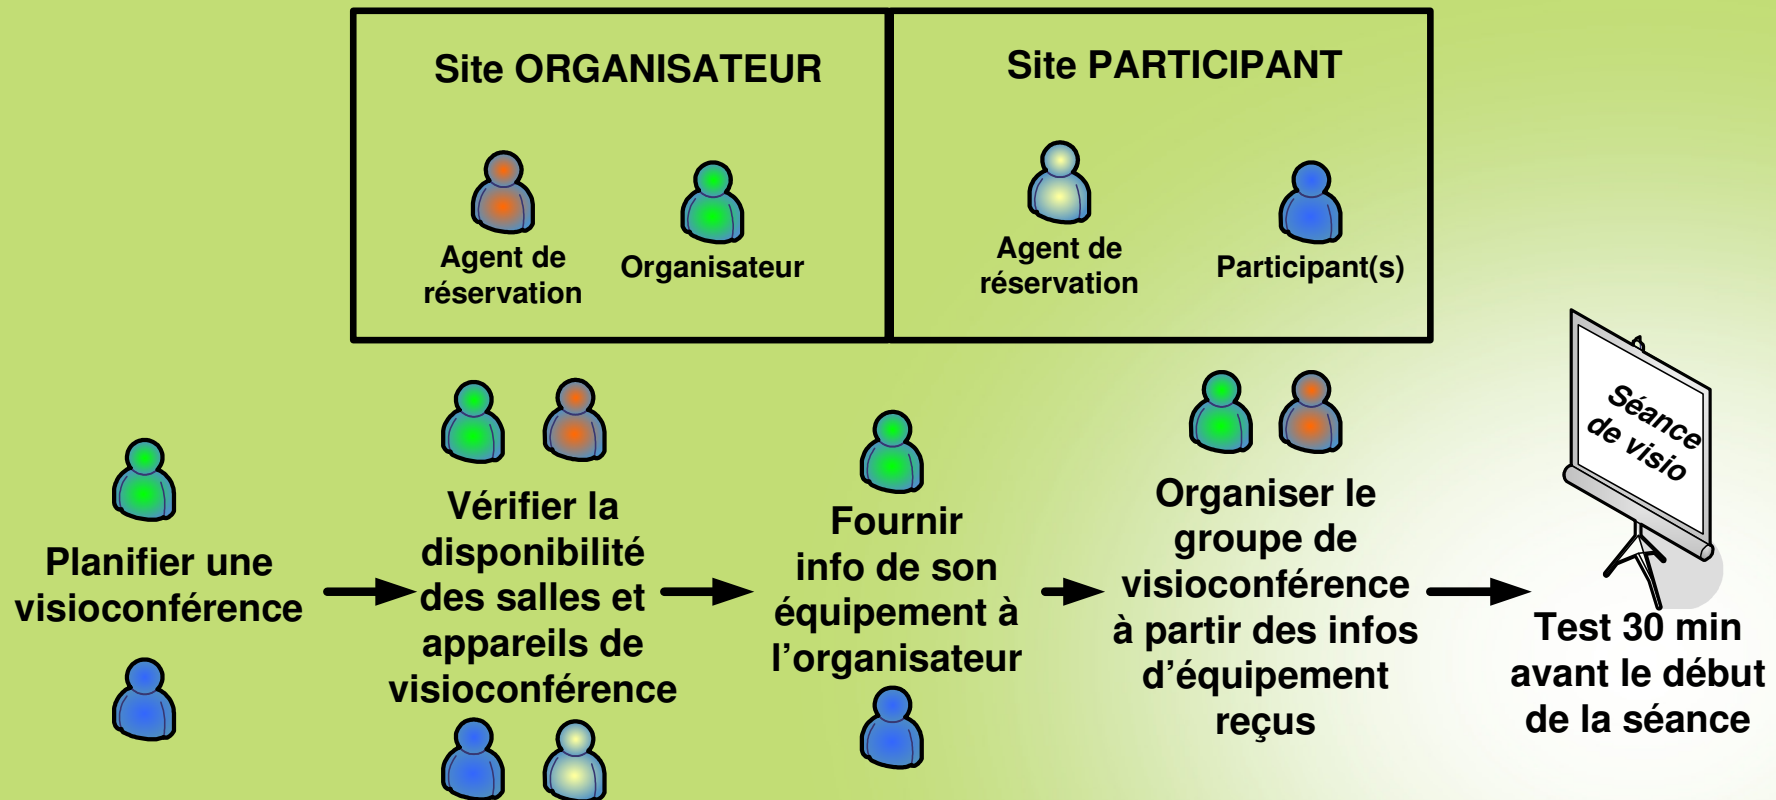 Site ORGANISATEUR
Site PARTICIPANT
Agent de
réservation
Organisateur
Agent de
réservation
Participant(s)
Planifier une
visioconférence
Vérifier la
disponibilité
des salles et
appareils de
visioconférence
Fournir
info de son
équipement à
l’organisateur
Organiser le
groupe de
visioconférence
à partir des infos
d’équipement
reçus
Séance
de visio
Test 30 min
avant le début
de la séance